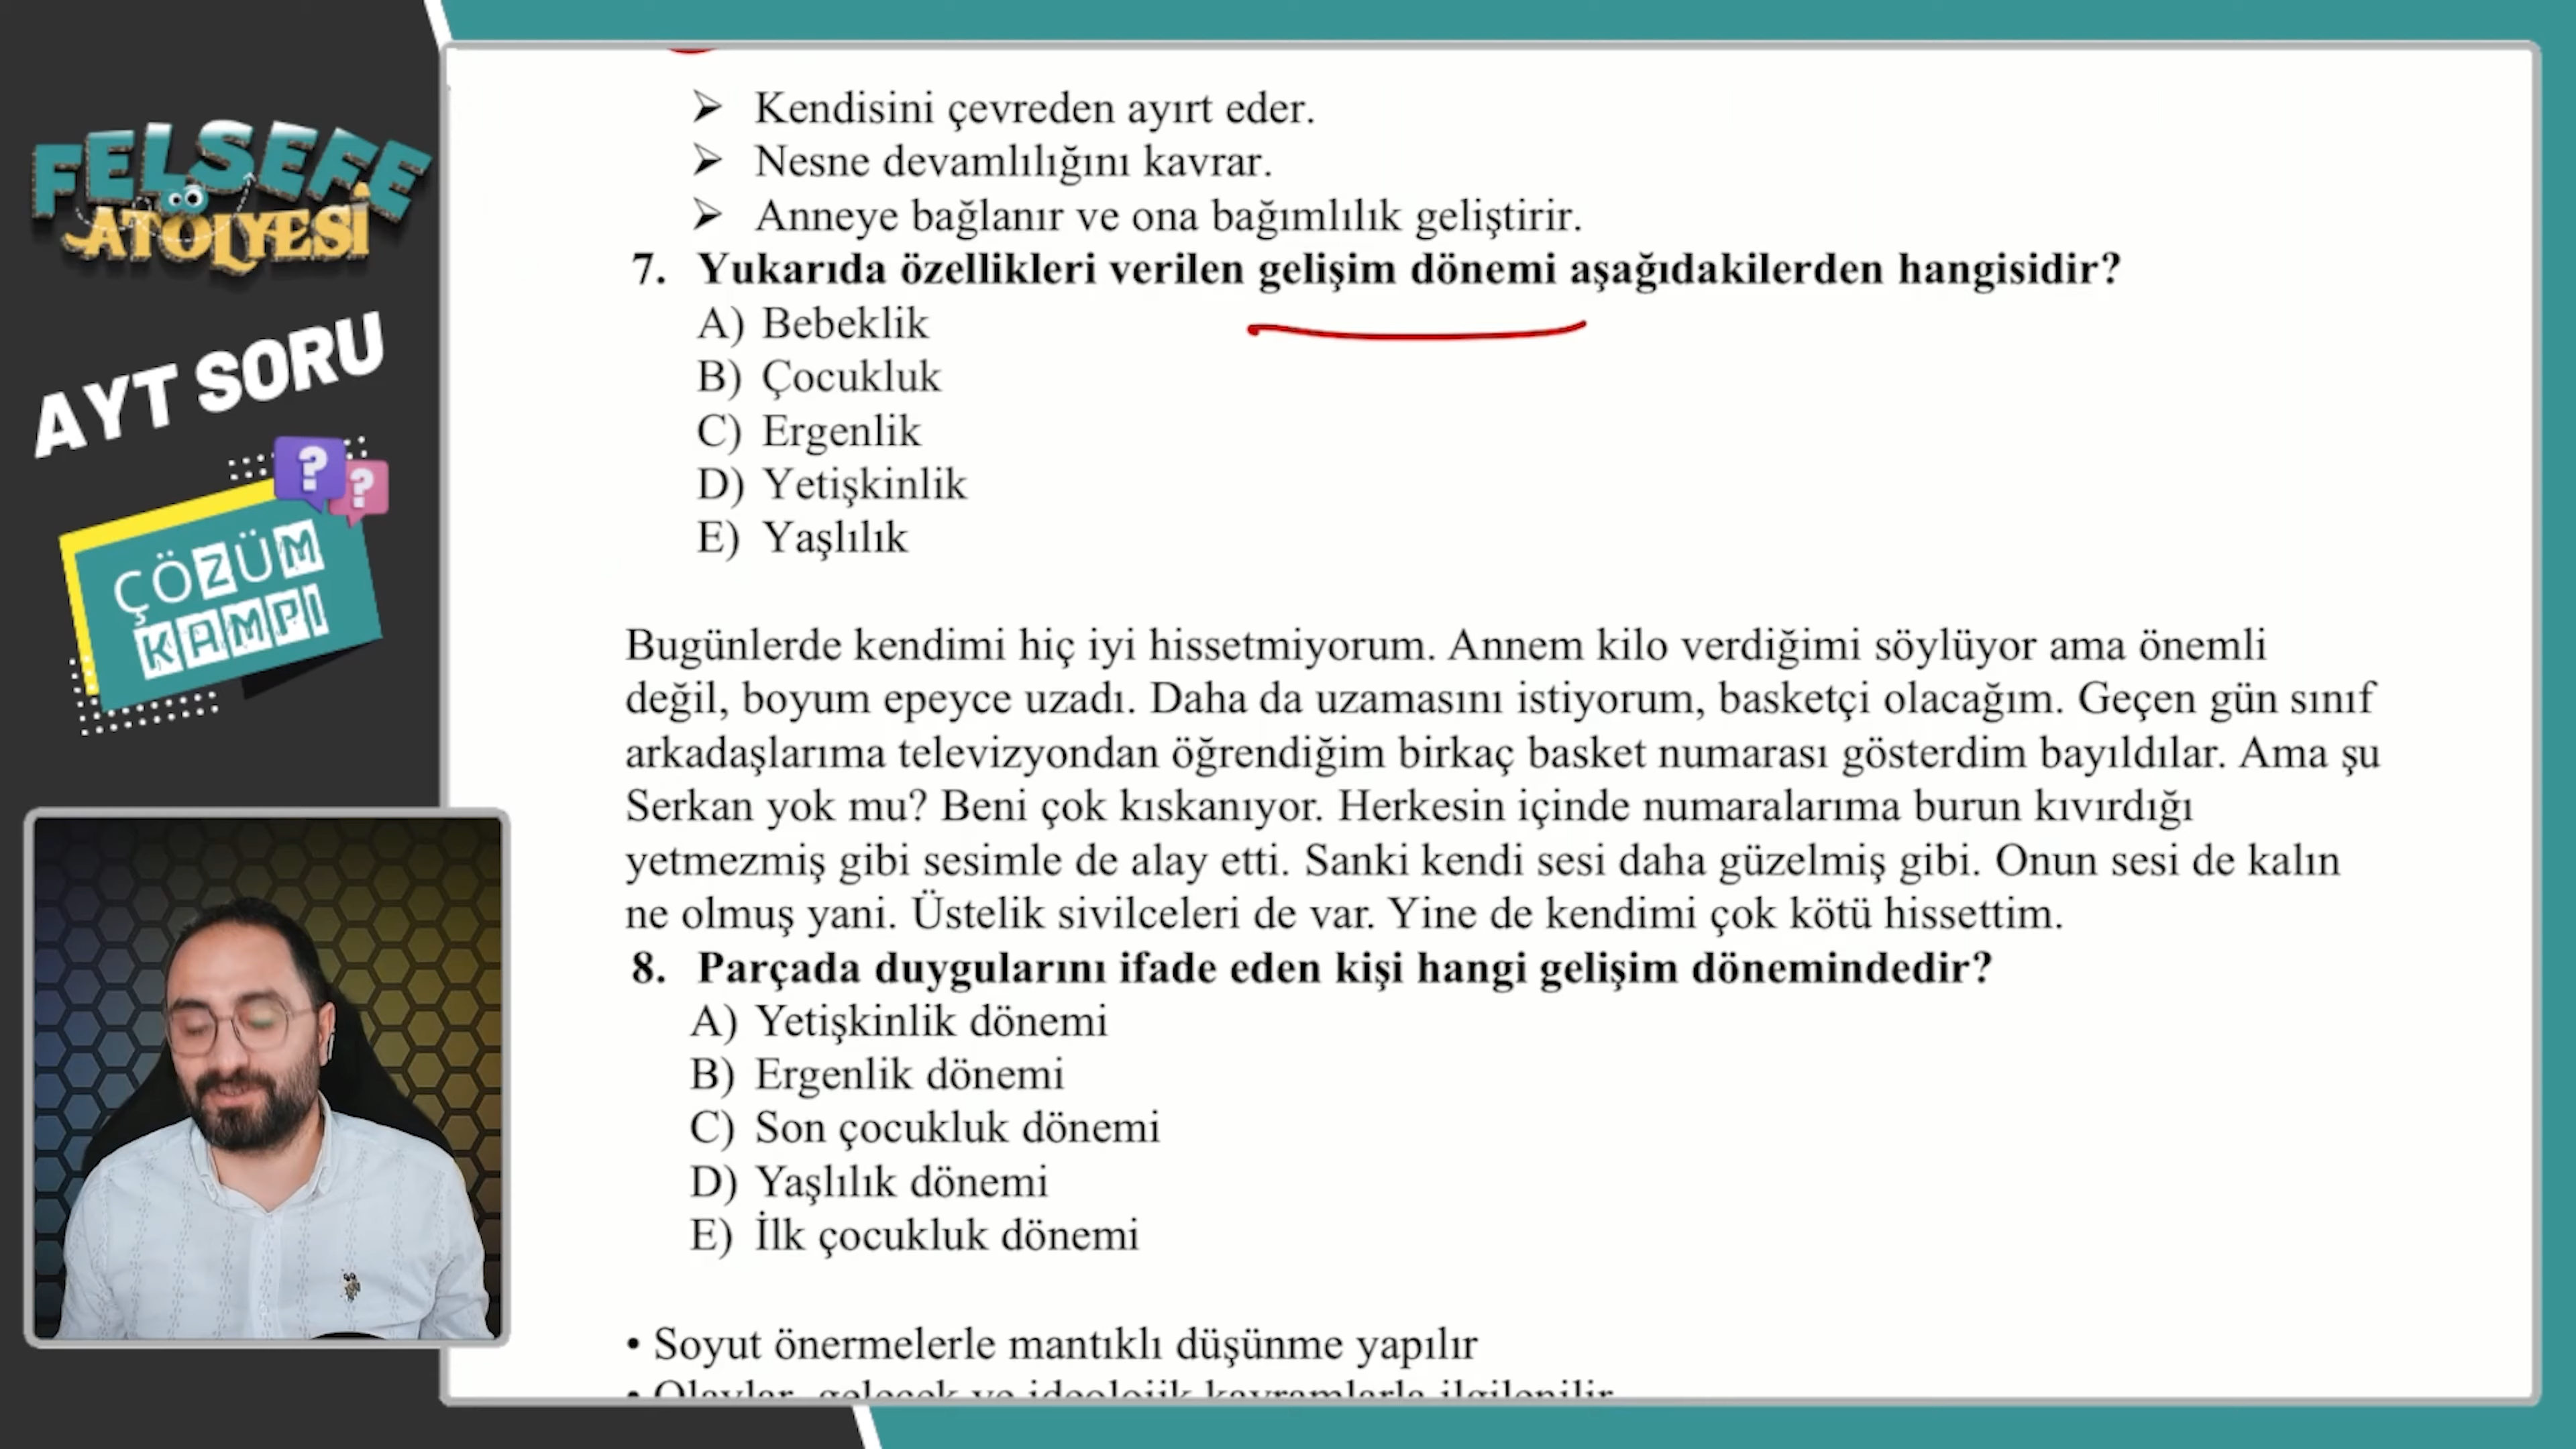 FELSEFE
ATÖLYESİ
AYT SORU
? ?
ÇÖZÜM
KAMPI
➢ Kendisini çevreden ayırt eder.
➢ Nesne devamlılığını kavrar.
➢ Anneye bağlanır ve ona bağımlılık geliştirir.
7. Yukarıda özellikleri verilen gelişim dönemi aşağıdakilerden hangisidir?
A) Bebeklik
B) Çocukluk
C) Ergenlik
D) Yetişkinlik
E) Yaşlılık
Bugünlerde kendimi hiç iyi hissetmiyorum. Annem kilo verdiğimi söylüyor ama önemli
değil, boyum epeyce uzadı. Daha da uzamasını istiyorum, basketçi olacağım. Geçen gün sınıf
arkadaşlarıma televizyondan öğrendiğim birkaç basket numarası gösterdim bayıldılar. Ama şu
Serkan yok mu? Beni çok kıskanıyor. Herkesin içinde numaralarıma burun kıvırdığı
yetmezmiş gibi sesimle de alay etti. Sanki kendi sesi daha güzelmiş gibi. Onun sesi de kalın
ne olmuş yani. Üstelik sivilceleri de var. Yine de kendimi çok kötü hissettim.
8. Parçada duygularını ifade eden kişi hangi gelişim dönemindedir?
A) Yetişkinlik dönemi
B) Ergenlik dönemi
C) Son çocukluk dönemi
D) Yaşlılık dönemi
E) İlk çocukluk dönemi
• Soyut önermelerle mantıklı düşünme yapılır
• Olaylar, gelecek ve ideolojik kavramlarla ilgilenilir